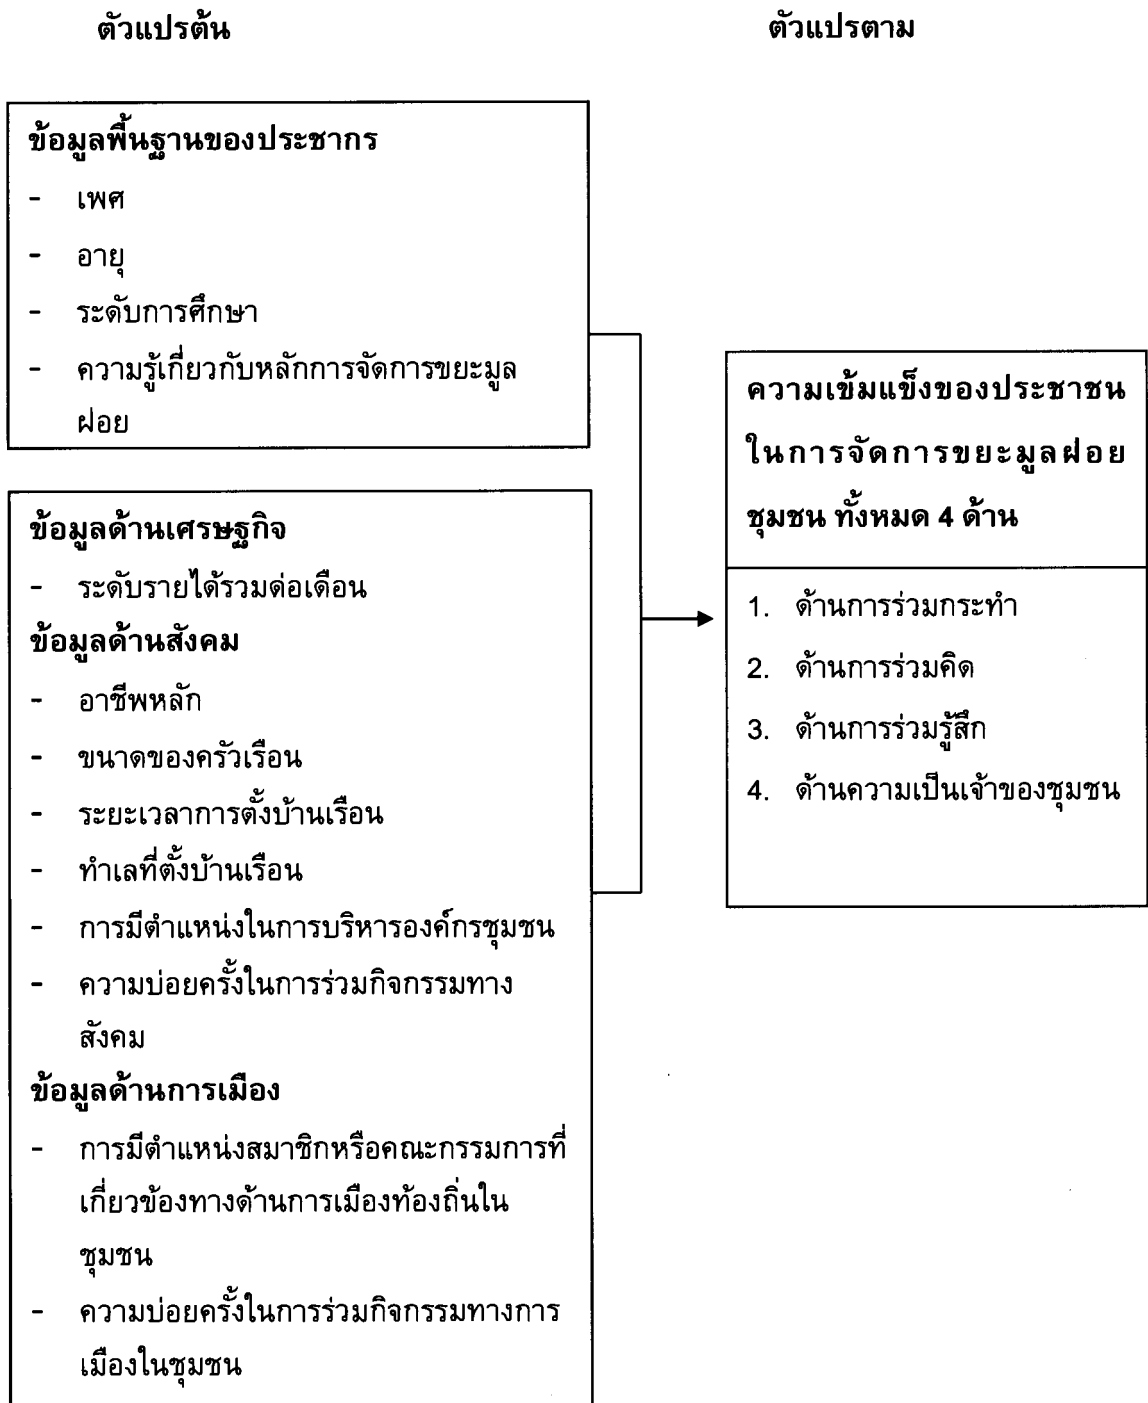 ตัวแปรต้น
ตัวแปรตาม
ข้อมูลพื้นฐานของประชากร
- เพศ
- อายุ
- ระดับการศึกษา
- ความรู้เกี่ยวกับหลักการจัดการขยะมูล
ฝอย
ข้อมูลด้านเศรษฐกิจ
- ระดับรายได้รวมต่อเดือน
ข้อมูลด้านสังคม
- อาชีพหลัก
- ขนาดของครัวเรือน
- ระยะเวลาการตั้งบ้านเรือน
- ทำเลที่ตั้งบ้านเรือน
- การมีตำแหน่งในการบริหารองค์กรชุมชน
- ความบ่อยครั้งในการร่วมกิจกรรมทาง
สังคม
ข้อมูลด้านการเมือง
- การมีตำแหน่งสมาชิกหรือคณะกรรมการที่
เกี่ยวข้องทางด้านการเมืองท้องถิ่นใน
ชุมชน
- ความบ่อยครั้งในการร่วมกิจกรรมทางการ
เมืองในชุมชน
ความเข้มแข็งของประชาชน
ในการจัดการขยะมูลฝอย
ชุมชน ทั้งหมด 4 ด้าน
1. ด้านการร่วมกระทำ
2. ด้านการร่วมคิด
3. ด้านการร่วมรู้สึก
4. ด้านความเป็นเจ้าของชุมชน